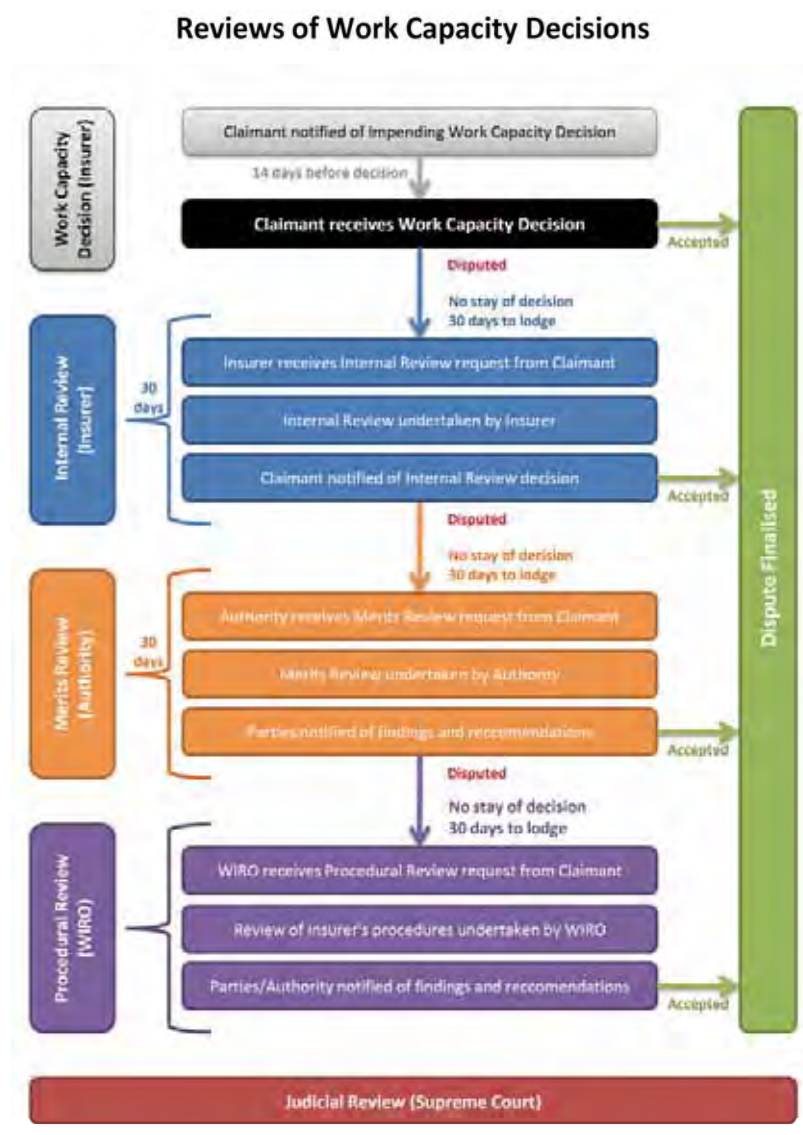 Reviews of Work Capacity Decisions
Work Capacity
Decision (Insurer)
Claimant notified of Impending Work Capacity Decision
14 days before decision
Claimant receives Work Capacity Decision
Accepted
Disputed
No stay of decision
30 days to lodge
Internal Review
(Insurer)
30
days
Insurer receives Internal Review request from Claimant
Internal Review undertaken by Insurer
Claimant notified of Internal Review decision
Accepted
Disputed
No stay of decision
30 days to lodge
Merits Review
(Authority)
30
days
Authority receives Merits Review request from Claimant
Merits Review undertaken by Authority
Parties notified of findings and reccommendations
Accepted
Disputed
No stay of decision
30 days to lodge
Procedural Review
(WIRO)
WIRO receives Procedural Review request from Claimant
Review of insurer's procedures undertaken by WIRO
Parties/Authority notified of findings and reccomendations
Accepted
Dispute Finalised
Judicial Review (Supreme Court)